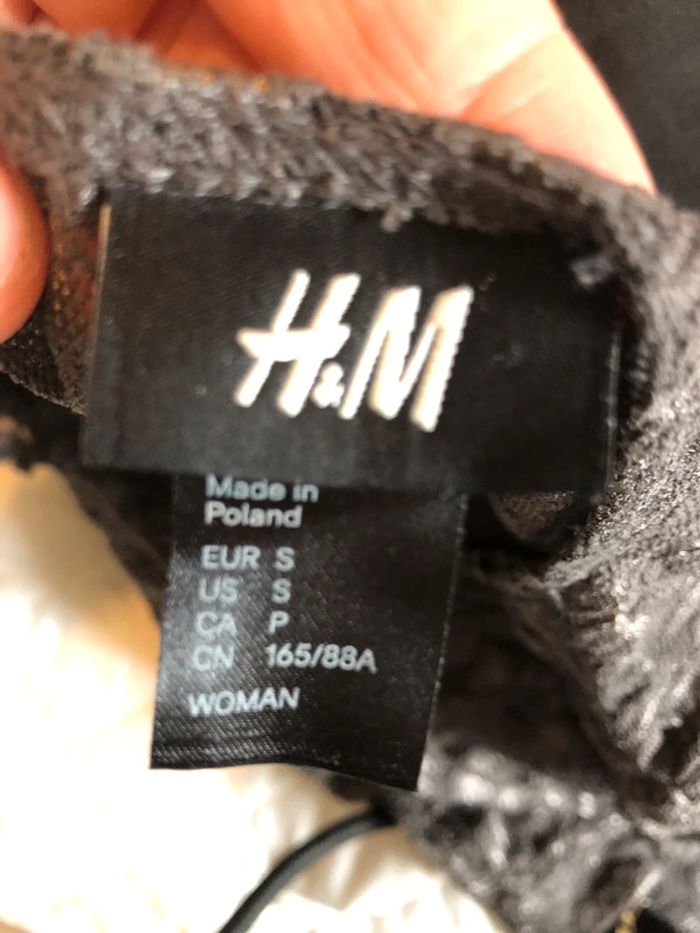 H&M
Made in
Poland
EUR S
US S
CA P
CN 165/88A
WOMAN